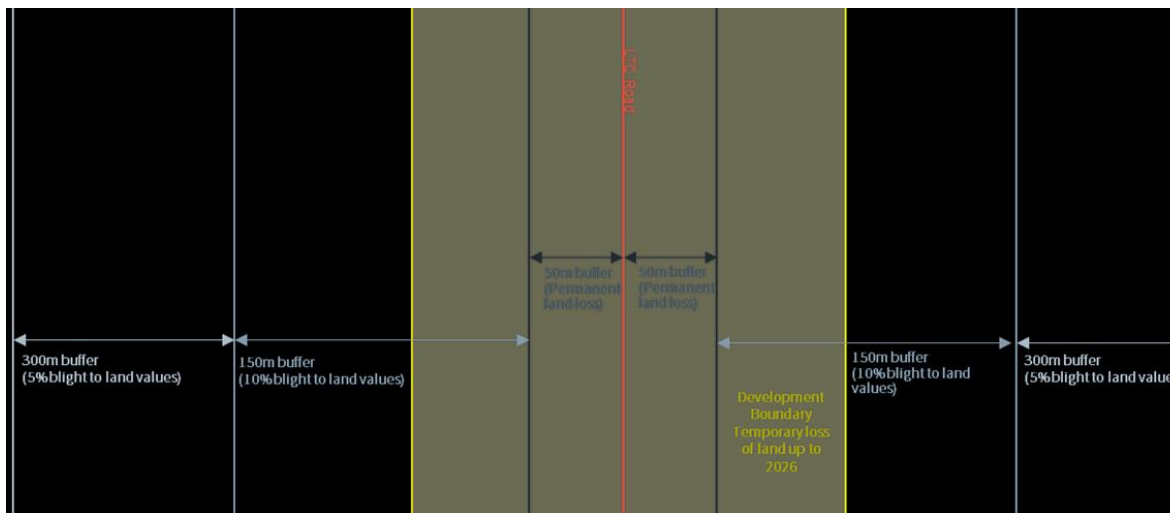 LTC Road
50m buffer
(Permanent
land loss)
50m buffer
(Permanent
land loss)
300m buffer
(5% blight to land values)
150m buffer
(10% blight to land values)
150m buffer
(10% blight to land
values)
300m buffer
(5% blight to land value
Development
Boundary
Temporary loss
of land up to
2026